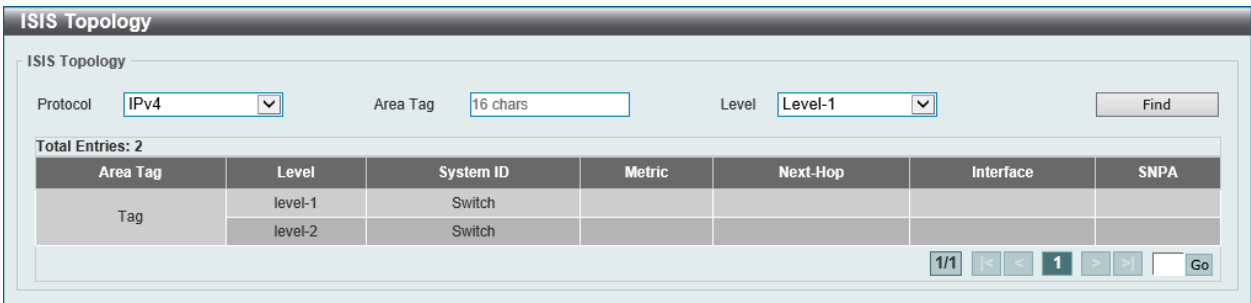 ISIS Topology
ISIS Topology
Protocol IPv4 Area Tag 16 chars Level Level-1 Find
Total Entries: 2
Area Tag Level System ID Metric Next-Hop Interface SNPA
Tag
level-1 Switch
level-2 Switch
1/1 |< < 1 > >| Go